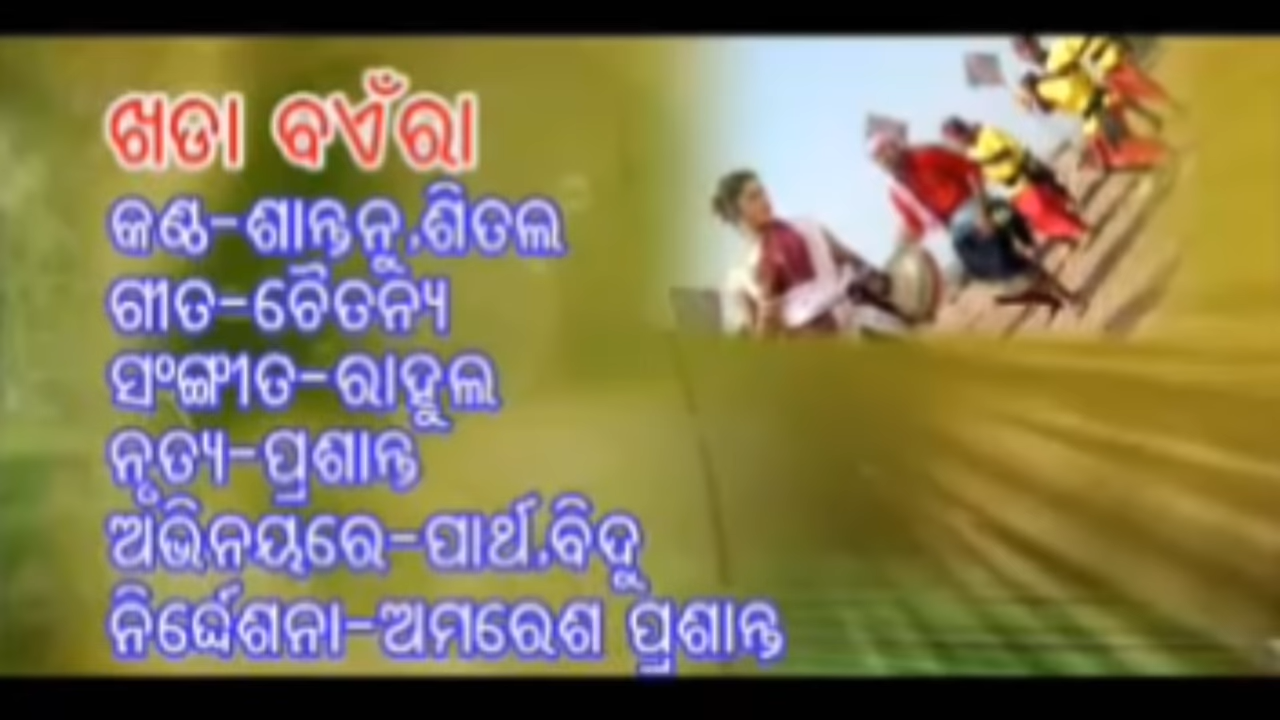 ଖଡା ବଏଁରା
କଣ୍ଠ-ଶାନ୍ତନୁ.ଶିତଲ
ଗୀତ-ଚୈତନ୍ୟ
ସଂଙ୍ଗୀତ-ରାହୁଲ
ନୃତ୍ୟ-ପ୍ରଶାନ୍ତ
ଅଭିନୟରେ-ପାର୍ଥ.ବିଦୁ
ନିର୍ଦ୍ଦେଶନା-ଅମରେଶ ପ୍ରଶାନ୍ତ